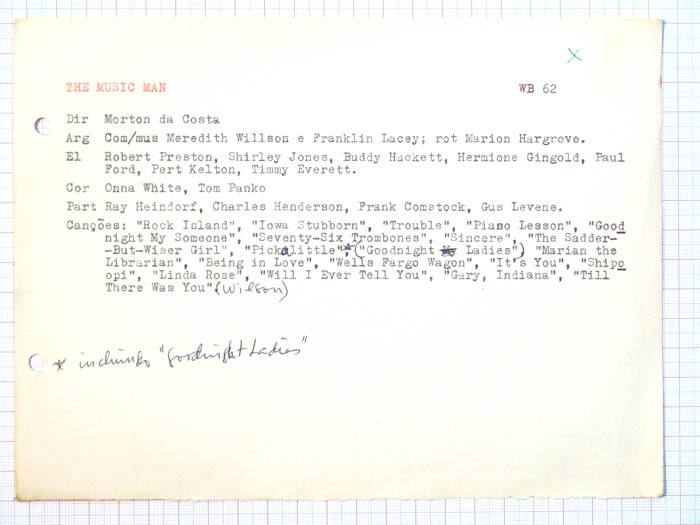 x
THE MUSIC MAN WB 62
Dir Morton da Costa
Arg Com/mus Meredith Willson e Franklin Lacey; rot Marion Hargrove.
El Robert Preston, Shirley Jones, Buddy Hackett, Hermione Gingold, Paul
Ford, Pert Kelton, Timmy Everett.
Cor Onna White, Tom Panko
Part Ray Heindorf, Charles Henderson, Frank Comstock, Gus Levene.
Canções: "Rock Island", "Iowa Stubborn", "Trouble", "Piano Lesson", "Good
night My Someone", "Seventy-Six Trombones", "Sincere", "The Sadder-
-But-Wiser Girl", "Pickalittle"* ("Goodnight Ladies") "Marian the
Librarian", "Being in Love", "Wells Fargo Wagon", "It's You", "Shipo
opi", "Linda Rose", "Will I Ever Tell You", "Gary, Indiana", "Till
There Was You" (Wilson)
* incluindo "Goodnight Ladies"